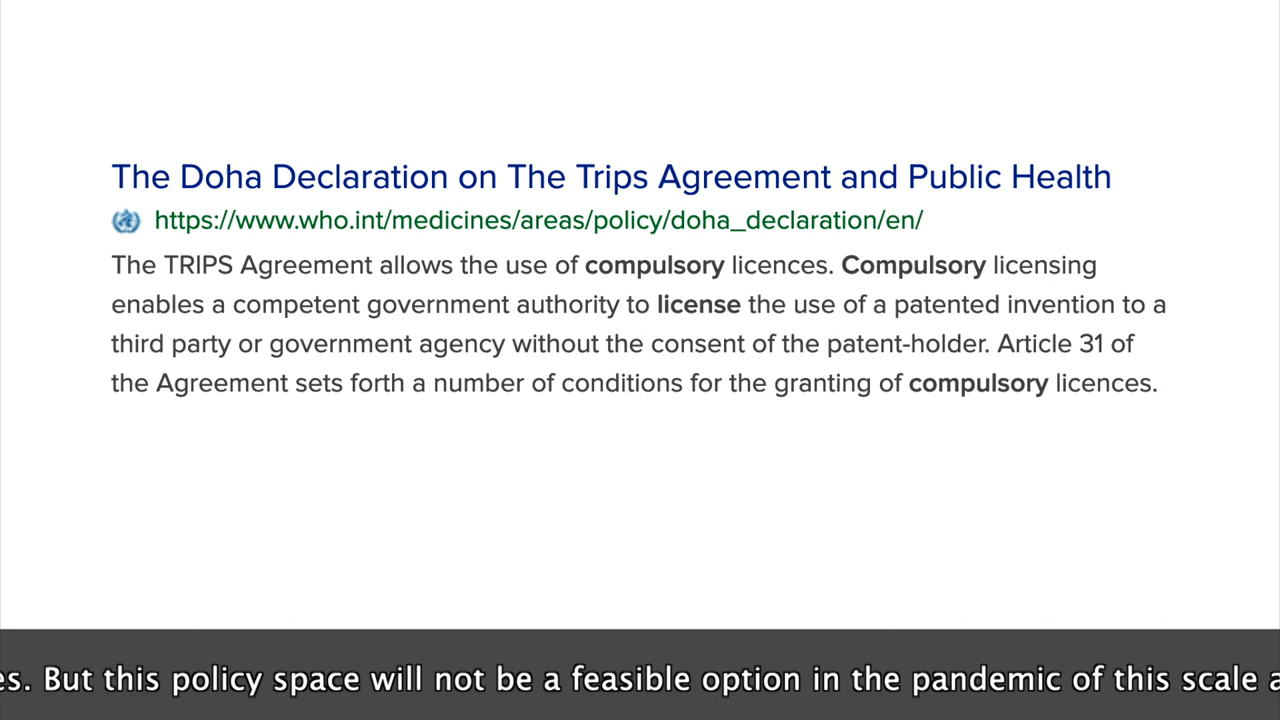 The Doha Declaration on The Trips Agreement and Public Health
https://www.who.int/medicines/areas/policy/doha_declaration/en/
The TRIPS Agreement allows the use of compulsory licences. Compulsory licensing
enables a competent government authority to license the use of a patented invention to a
third party or government agency without the consent of the patent-holder. Article 31 of
the Agreement sets forth a number of conditions for the granting of compulsory licences.
es. But this policy space will not be a feasible option in the pandemic of this scale a